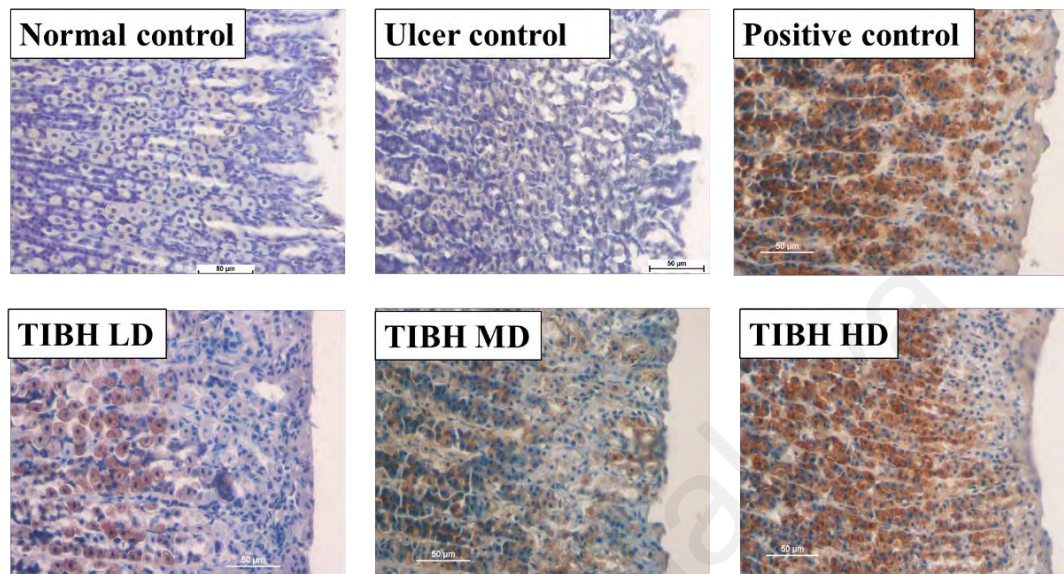 Normal control
Ulcer control
Positive control
50 µm
50 µm
50 µm
TIBH LD
TIBH MD
TIBH HD
50 µm
50 µm
50 µm